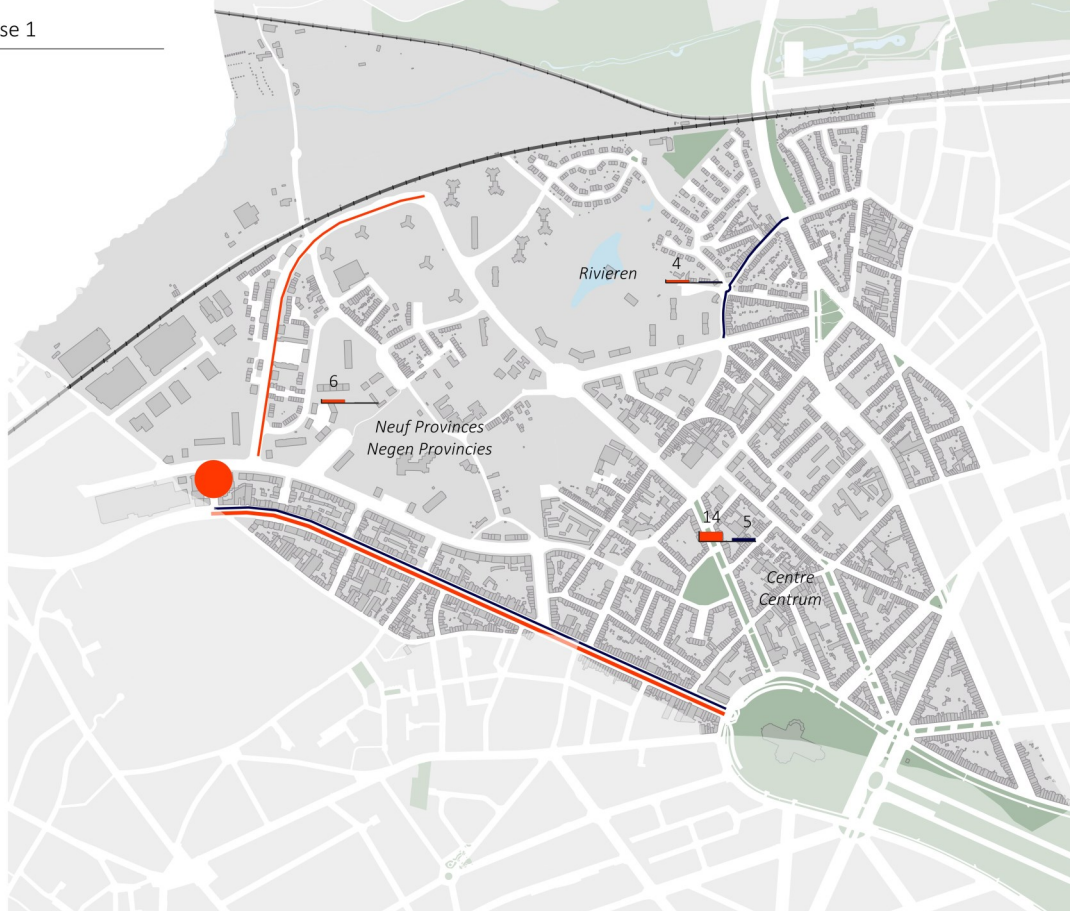 se 1
Rivieren
4
6
Neuf Provinces
Negen Provincies
14
5
Centre
Centrum